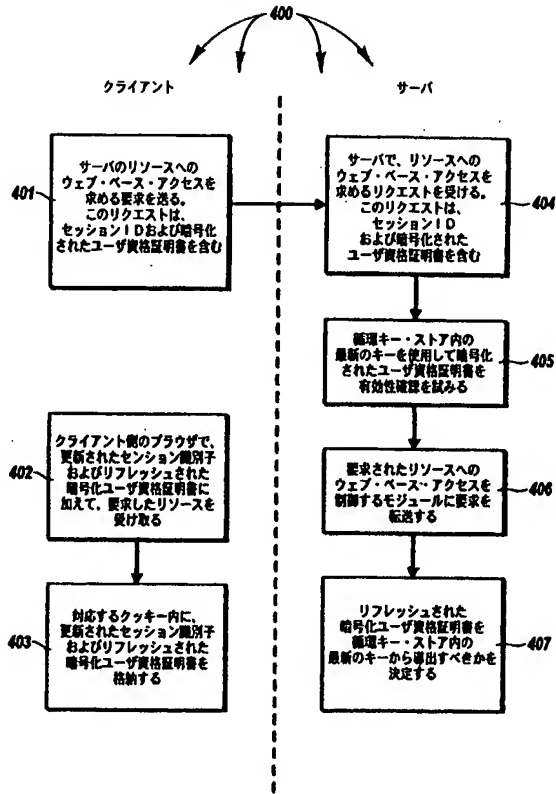 400
クライアント
サーバ
401
サーバのリソースへの
ウェブ・ベース・アクセスを
求める要求を送る。
このリクエストは、
セッションIDおよび暗号化
されたユーザ資格証明書を含む
サーバで、リソースへの
ウェブ・ベース・アクセスを
求めるリクエストを受ける。
このリクエストは、
セッションID
および暗号化された
ユーザ資格証明書を含む
404
循環キー・ストア内の
最新のキーを使用して暗号化
されたユーザ資格証明書を
有効性確認を試みる
405
402
クライアント側のブラウザで、
更新されたセンション識別子
およびリフレッシュされた
暗号化ユーザ資格証明書に
加えて、要求したリソースを
受け取る
要求されたリソースへの
ウェブ・ベース・アクセスを
制御するモジュールに要求を
転送する
406
403
対応するクッキー内に、
更新されたセッション識別子
およびリフレッシュされた
暗号化ユーザ資格証明書を
格納する
リフレッシュされた
暗号化ユーザ資格証明書を
循環キー・ストア内の
最新のキーから導出すべきかを
決定する
407